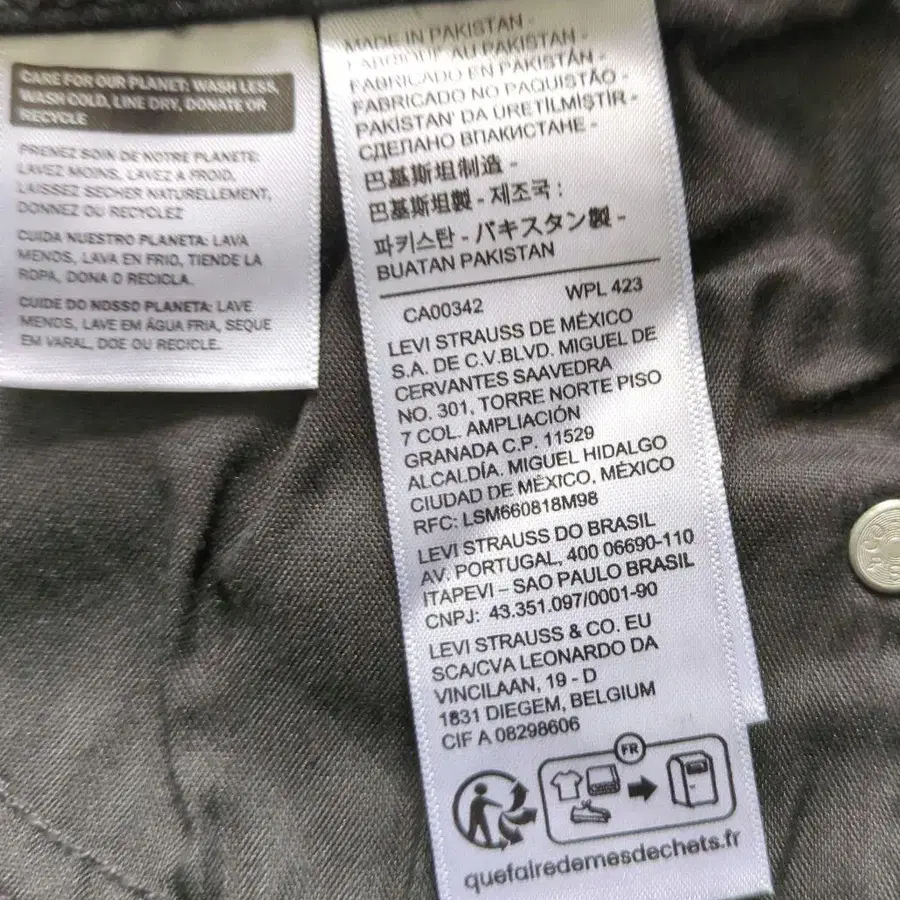 CARE FOR OUR PLANET: WASH LESS,
WASH COLD, LINE DRY, DONATE OR
RECYCLE
PRENEZ SOIN DE NOTRE PLANETE:
LAVEZ MOINS, LAVEZ A FROID,
LAISSEZ SECHER NATURELLEMENT,
DONNEZ OU RECYCLEZ
CUIDA NUESTRO PLANETA: LAVA
MENOS, LAVA EN FRIO, TIENDE LA
ROPA, DONA O RECICLA.
CUIDE DO NOSSO PLANETA: LAVE
MENOS, LAVE EM ÁGUA FRIA, SEQUE
EM VARAL, DOE OU RECICLE.
MADE IN PAKISTAN -
FABRIQUÉ AU PAKISTAN -
FABRICADO EN PAKISTÁN -
FABRICADO NO PAQUISTÃO -
PAKİSTAN' DA ÜRETİLMİŞTİR -
СДЕЛАНО ВПАКИСТАНЕ -
巴基斯坦制造 -
巴基斯坦製 - 제조국 :
파키스탄 - パキスタン製 -
BUATAN PAKISTAN
CA00342 WPL 423
LEVI STRAUSS DE MÉXICO
S.A. DE C.V.BLVD. MIGUEL DE
CERVANTES SAAVEDRA
NO. 301, TORRE NORTE PISO
7 COL. AMPLIACIÓN
GRANADA C.P. 11529
ALCALDÍA. MIGUEL HIDALGO
CIUDAD DE MÉXICO, MÉXICO
RFC: LSM660818M98
LEVI STRAUSS DO BRASIL
AV. PORTUGAL, 400 06690-110
ITAPEVI – SAO PAULO BRASIL
CNPJ: 43.351.097/0001-90
LEVI STRAUSS & CO. EU
SCA/CVA LEONARDO DA
VINCILAAN, 19 - D
1831 DIEGEM, BELGIUM
CIF A 08298606
FR
quefairedemesdechets.fr